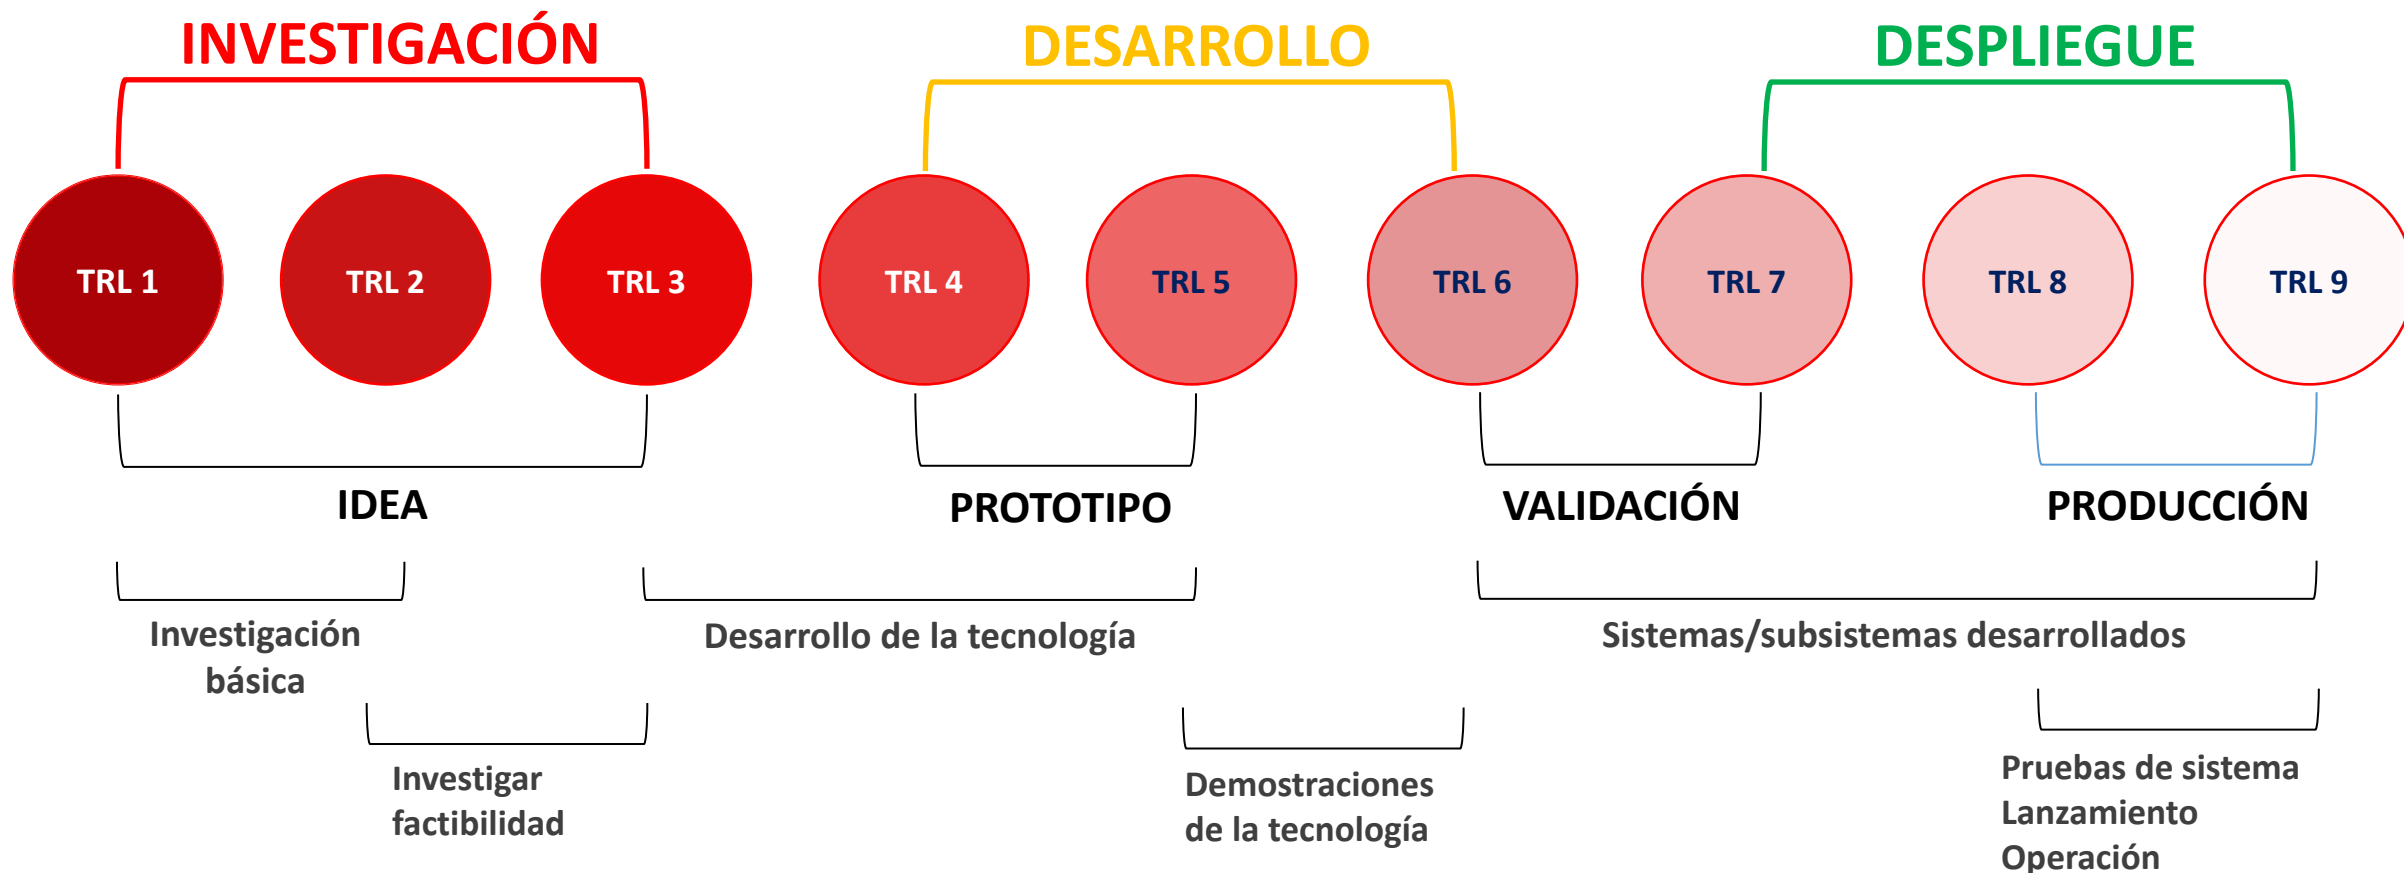 INVESTIGACIÓN
DESARROLLO
DESPLIEGUE
TRL 1
TRL 2
TRL 3
TRL 4
TRL 5
TRL 6
TRL 7
TRL 8
TRL 9
IDEA
PROTOTIPO
VALIDACIÓN
PRODUCCIÓN
Investigación
básica
Desarrollo de la tecnología
Sistemas/subsistemas desarrollados
Investigar
factibilidad
Demostraciones
de la tecnología
Pruebas de sistema
Lanzamiento
Operación